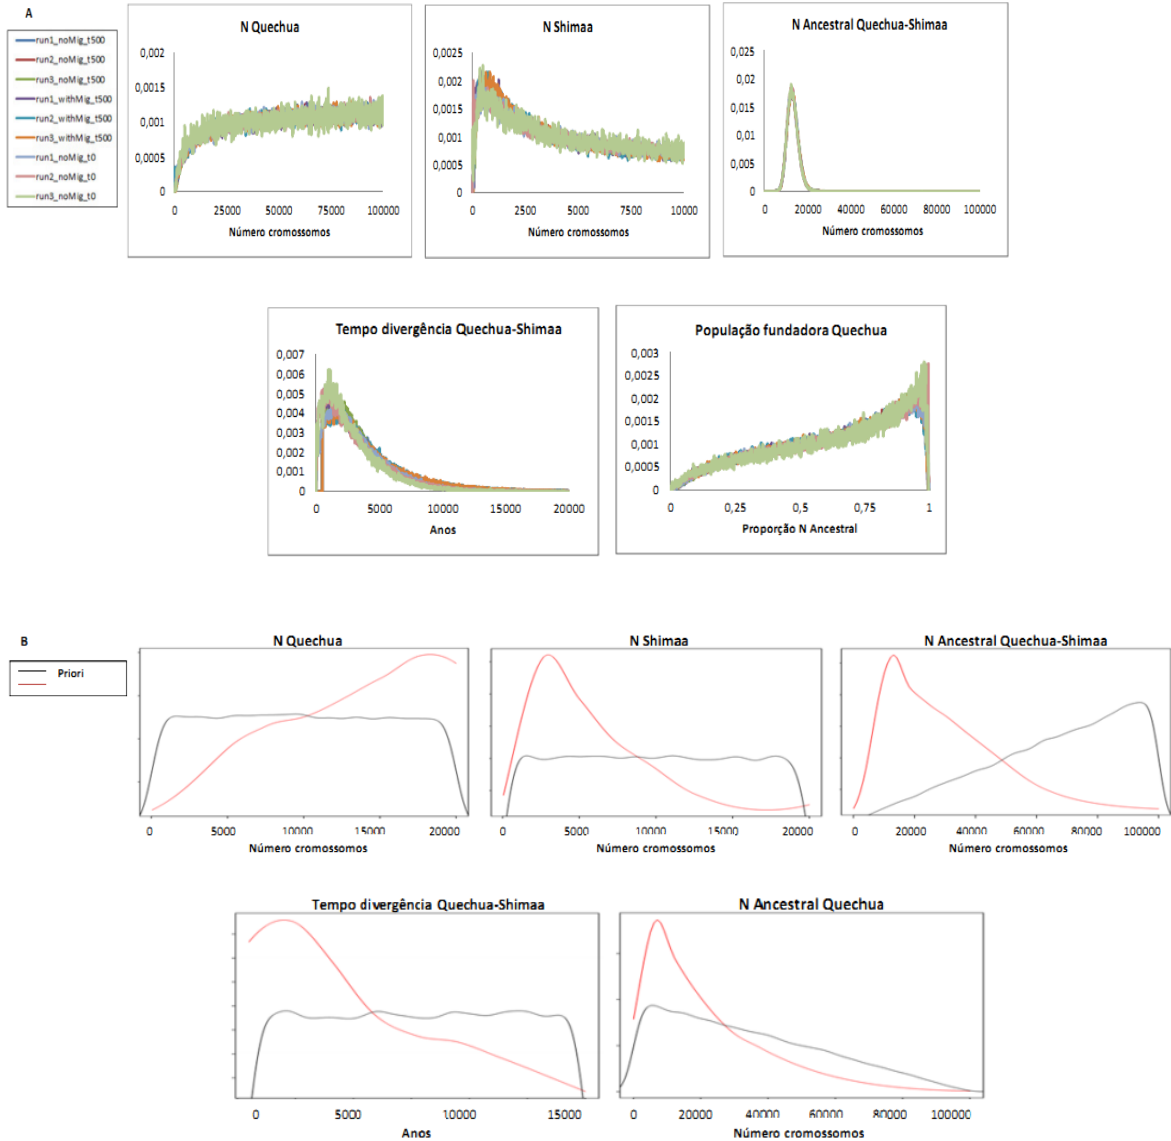 A
run1_noMig_t500
run2_noMig_t500
run3_noMig_t500
run1_withMig_t500
run2_withMig_t500
run3_withMig_t500
run1_noMig_t0
run2_noMig_t0
run3_noMig_t0
N Quechua
0,002
0,0015
0,001
0,0005
0
0 25000 50000 75000 100000
Número cromossomos
N Shimaa
0,0025
0,002
0,0015
0,001
0,0005
0
0 2500 5000 7500 10000
Número cromossomos
N Ancestral Quechua-Shimaa
0,025
0,02
0,015
0,01
0,005
0
0 20000 40000 60000 80000 100000
Número cromossomos
Tempo divergência Quechua-Shimaa
0,007
0,006
0,005
0,004
0,003
0,002
0,001
0
0 5000 10000 15000 20000
Anos
População fundadora Quechua
0,003
0,0025
0,002
0,0015
0,001
0,0005
0
0 0,25 0,5 0,75 1
Proporção N Ancestral
B
Priori
N Quechua
0 5000 10000 15000 20000
Número cromossomos
N Shimaa
0 5000 10000 15000 20000
Número cromossomos
N Ancestral Quechua-Shimaa
0 20000 40000 60000 80000 100000
Número cromossomos
Tempo divergência Quechua-Shimaa
0 5000 10000 15000
Anos
N Ancestral Quechua
0 20000 40000 60000 80000 100000
Número cromossomos